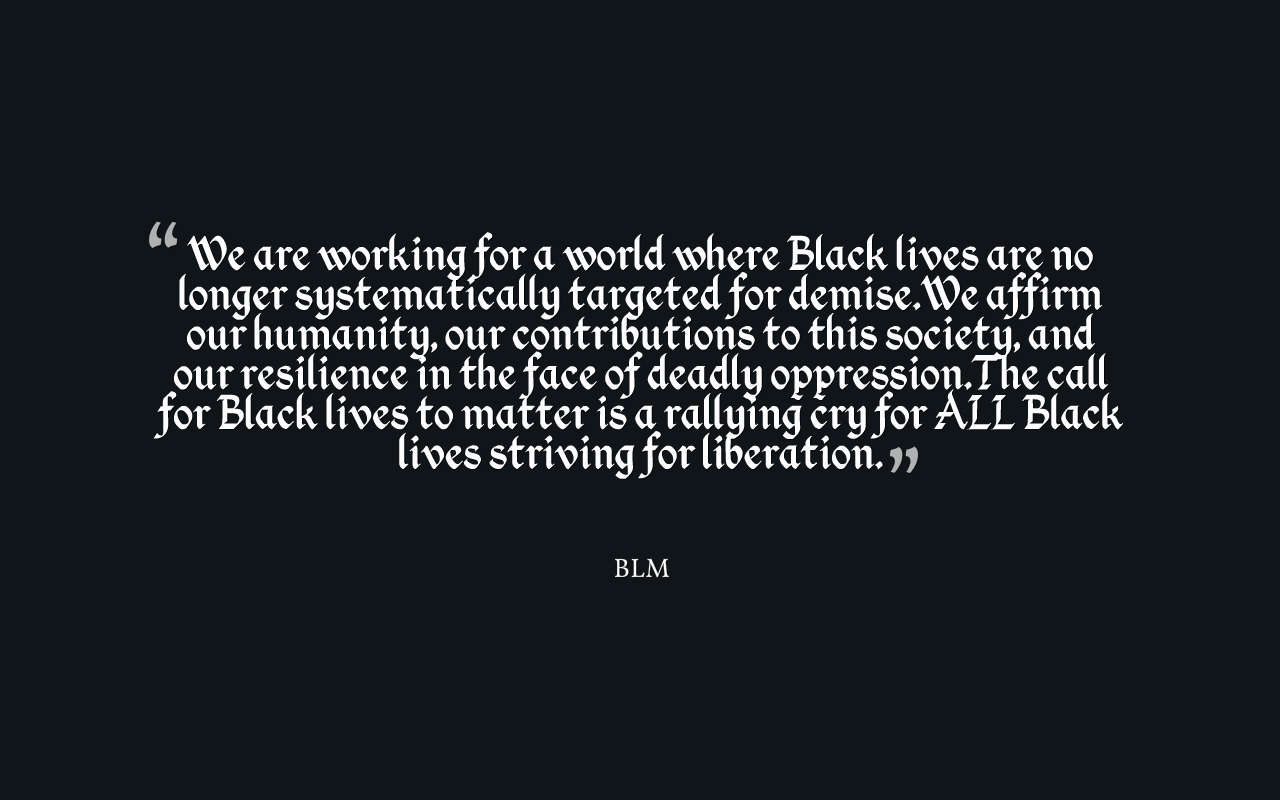 “We are working for a world where Black lives are no
longer systematically targeted for demise.We affirm
our humanity, our contributions to this society, and
our resilience in the face of deadly oppression.The call
for Black lives to matter is a rallying cry for ALL Black
lives striving for liberation.”
BLM